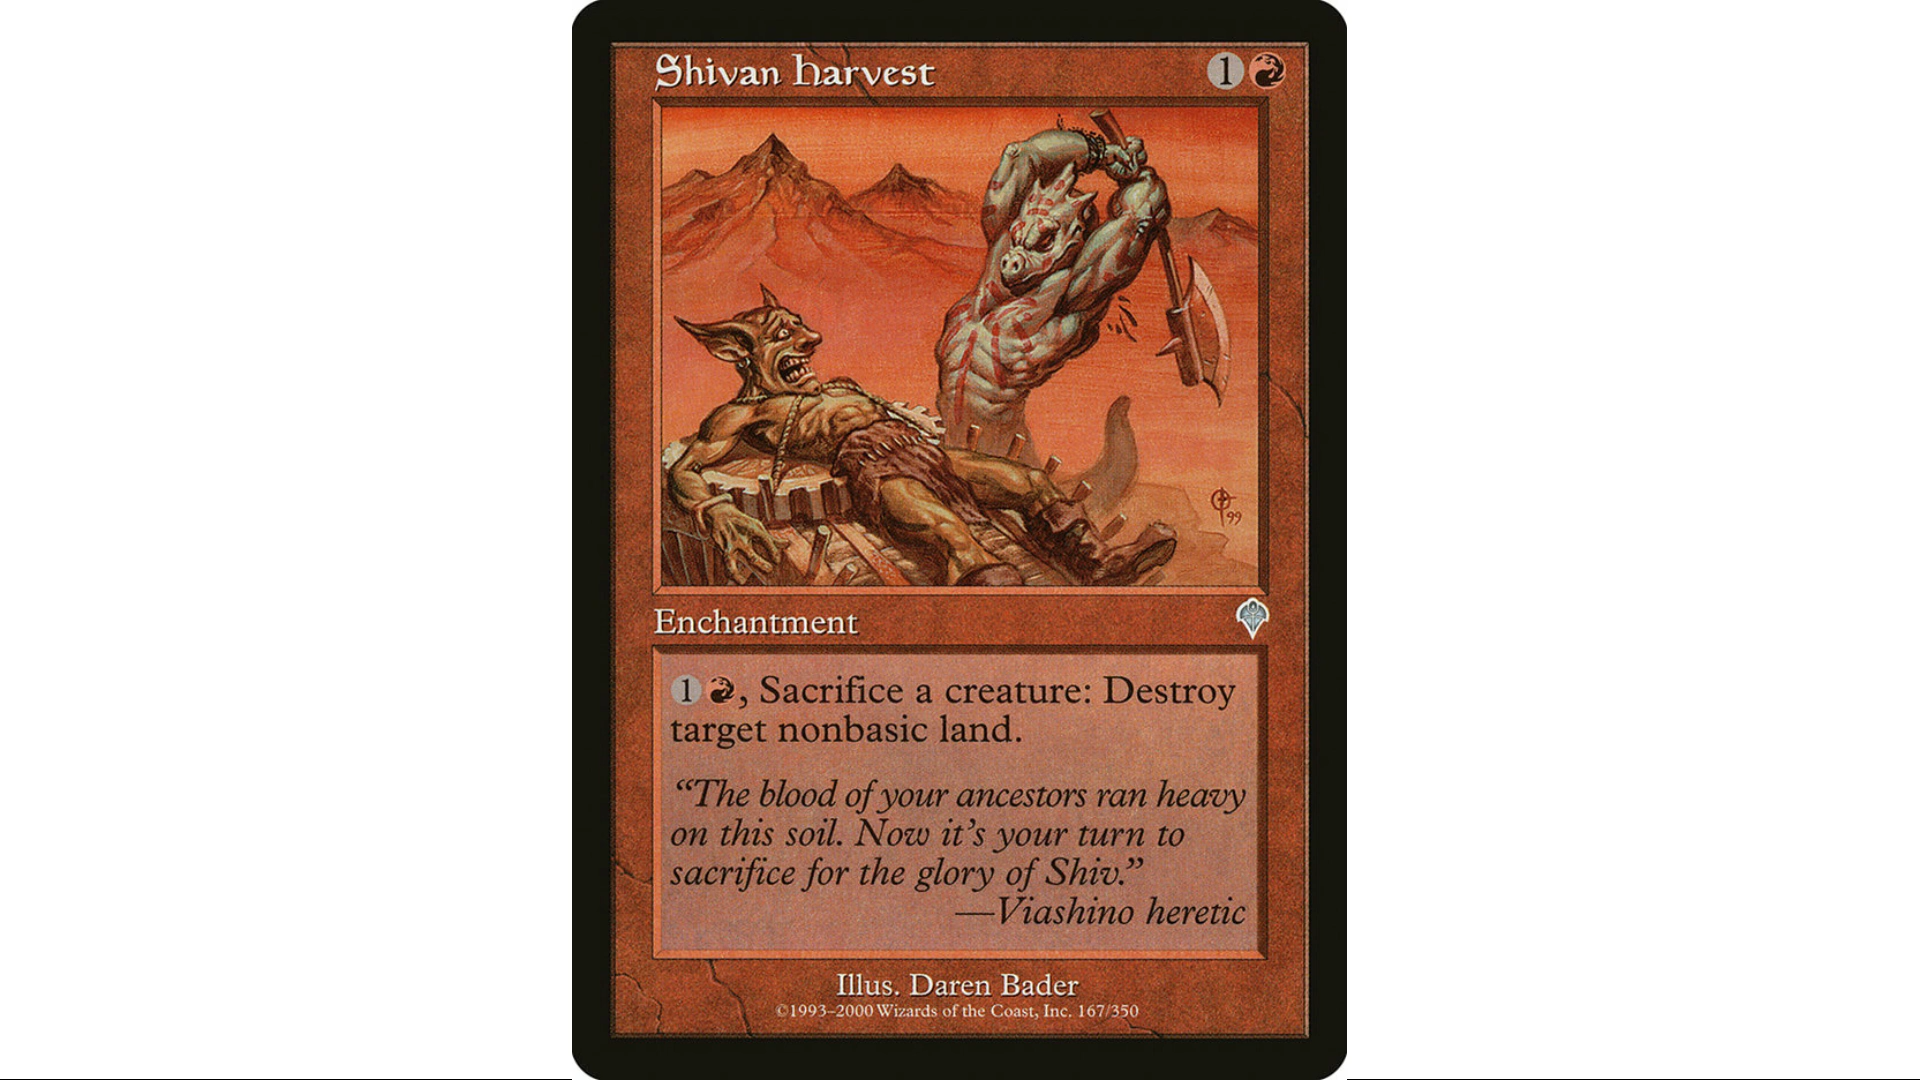 Shivan Harvest
1
Enchantment
1, Sacrifice a creature: Destroy
target nonbasic land.
“The blood of your ancestors ran heavy
on this soil. Now it’s your turn to
sacrifice for the glory of Shiv.”
—Viashino heretic
99
Illus. Daren Bader
©1993–2000 Wizards of the Coast, Inc. 167/350